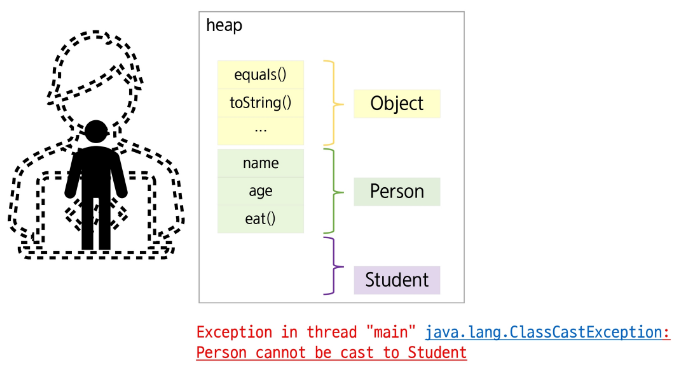 heap
equals()
toString()
...
Object
name
age
eat()
Person
Student
Exception in thread "main" java.lang.ClassCastException:
Person cannot be cast to Student